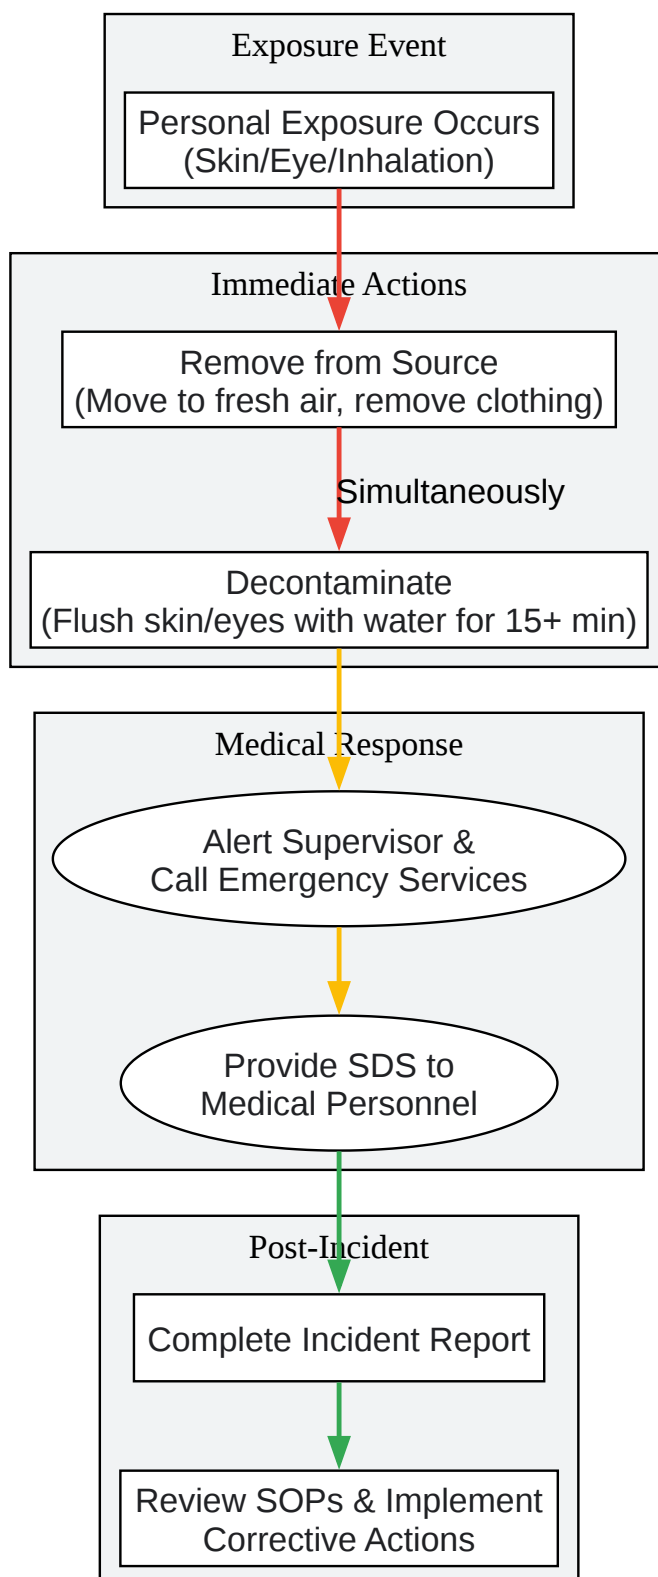 Exposure Event
Personal Exposure Occurs
(Skin/Eye/Inhalation)
Immediate Actions
Remove from Source
(Move to fresh air, remove clothing)
Simultaneously
Decontaminate
(Flush skin/eyes with water for 15+ min)
Medical Response
Alert Supervisor &
Call Emergency Services
Provide SDS to
Medical Personnel
Post-Incident
Complete Incident Report
Review SOPs & Implement
Corrective Actions